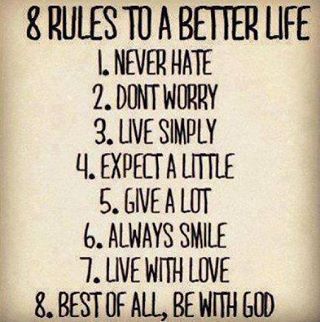 8 RULES TO A BETTER LIFE
1. NEVER HATE
2. DONT WORRY
3. LIVE SIMPLY
4. EXPECT A LITTLE
5. GIVE A LOT
6. ALWAYS SMILE
7. LIVE WITH LOVE
8. BEST OF ALL, BE WITH GOD